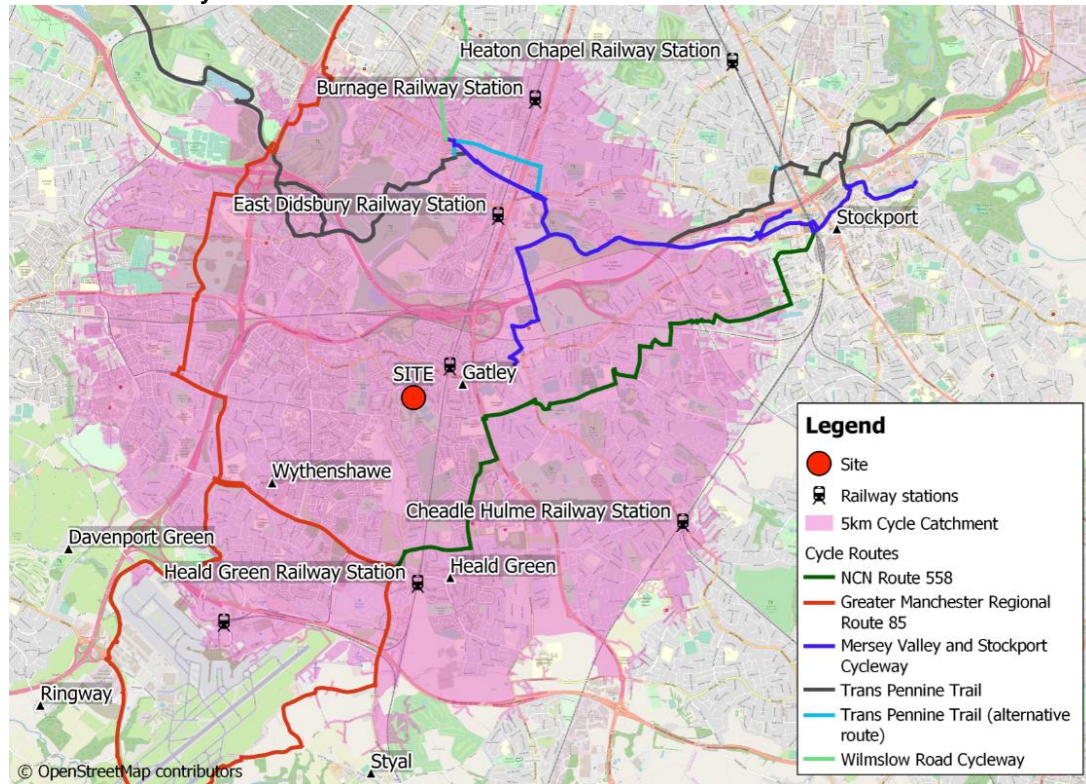 Heaton Chapel Railway Station
Burnage Railway Station
East Didsbury Railway Station
Stockport
SITE
Gatley
Wythenshawe
Cheadle Hulme Railway Station
Davenport Green
Heald Green Railway Station
Heald Green
Ringway
Styal
© OpenStreetMap contributors
Legend
Site
Railway stations
5km Cycle Catchment
Cycle Routes
NCN Route 558
Greater Manchester Regional
Route 85
Mersey Valley and Stockport
Cycleway
Trans Pennine Trail
Trans Pennine Trail (alternative
route)
Wilmslow Road Cycleway